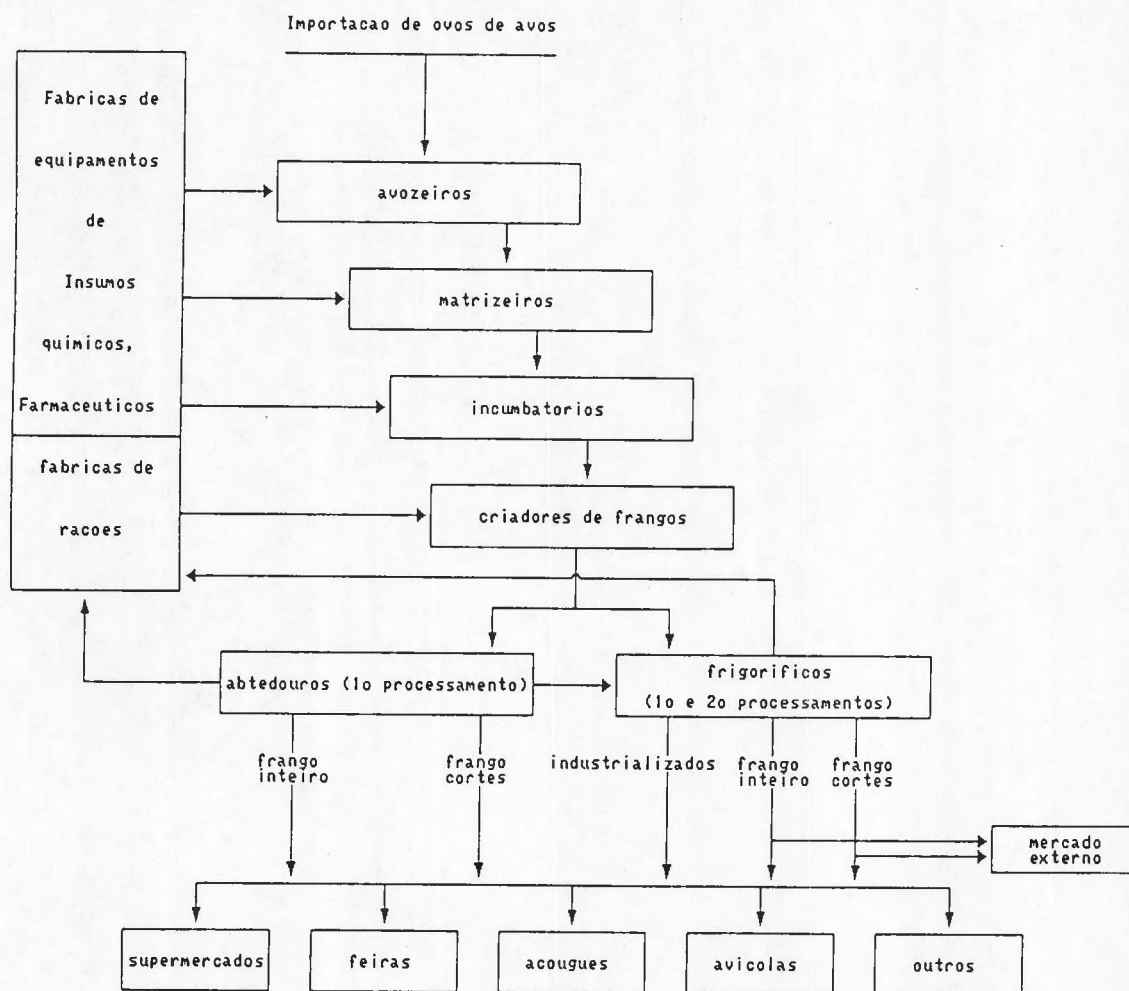 Importacao de ovos de avos
Fabricas de
equipamentos
de
Insumos
quimicos,
Farmaceuticos
fabricas de
racoes
avozeiros
matrizeiros
incumbatorios
criadores de frangos
abtedouros (1o processamento)
frigorificos
(1o e 2o processamentos)
frango
inteiro
frango
cortes
industrializados
frango
inteiro
frango
cortes
mercado
externo
supermercados
feiras
acougues
avicolas
outros